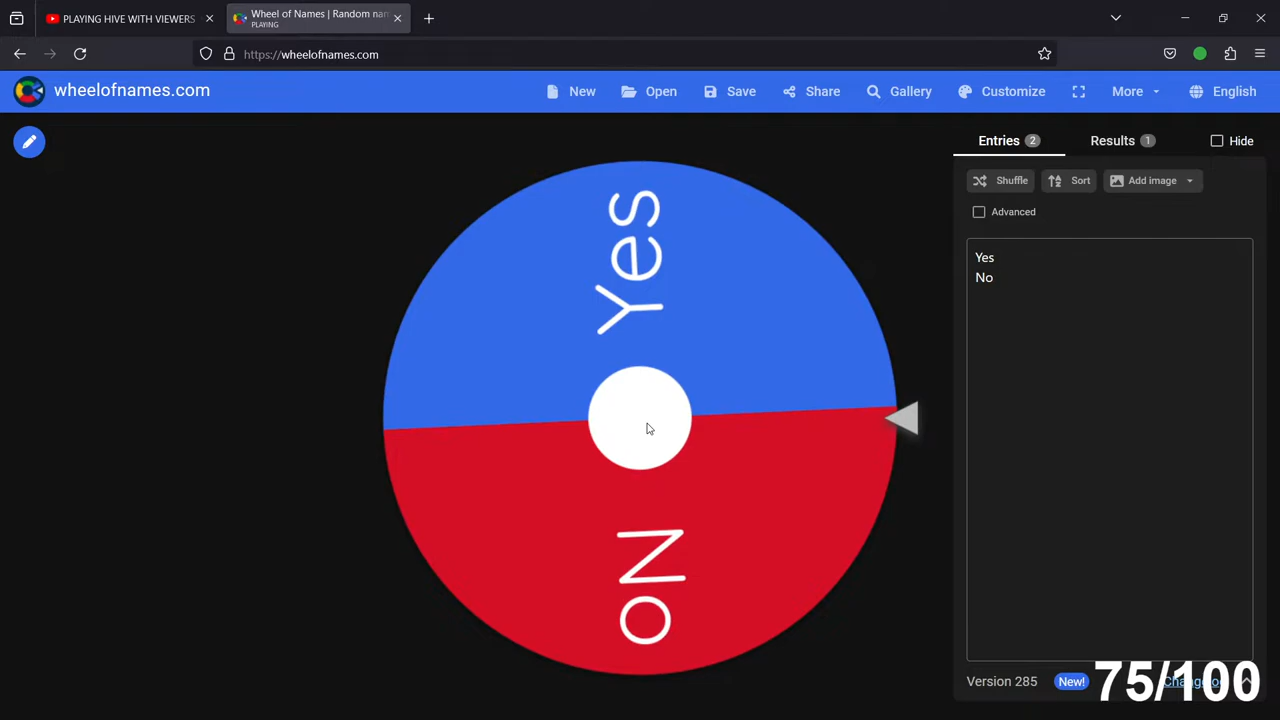 PLAYING HIVE WITH VIEWERS
Wheel of Names | Random nam
PLAYING
https://wheelofnames.com
wheelofnames.com
New
Open
Save
Share
Gallery
Customize
More
English
Entries 2
Results 1
Hide
Shuffle
Sort
Add image
Advanced
Yes
No
Yes
No
Version 285
New!
75/100